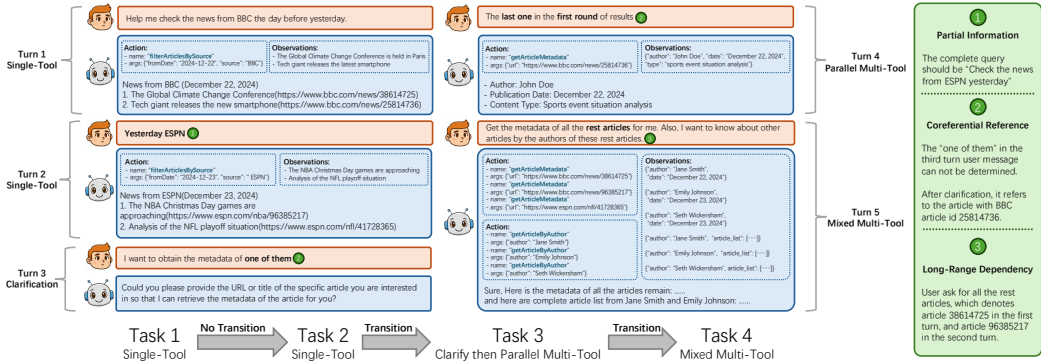 Turn 1
Single-Tool
Help me check the news from BBC the day before yesterday.
Action:
- name: "filterArticlesBySource"
- args: {"fromDate": "2024-12-22", "source": "BBC"}
Observations:
- The Global Climate Change Conference is held in Paris
- Tech giant releases the latest smartphone
News from BBC (December 22, 2024)
1. The Global Climate Change Conference(https://www.bbc.com/news/38614725)
2. Tech giant releases the new smartphone(https://www.bbc.com/news/25814736)
Turn 2
Single-Tool
Yesterday ESPN 1
Action:
- name: "filterArticlesBySource"
- args: {"fromDate": "2024-12-23", "source": " ESPN"}
Observations:
- The NBA Christmas Day games are approaching
- Analysis of the NFL playoff situation
News from ESPN(December 23, 2024)
1. The NBA Christmas Day games are
approaching(https://www.espn.com/nba/96385217)
2. Analysis of the NFL playoff situation(https://www.espn.com/nfl/41728365)
Turn 3
Clarification
I want to obtain the metadata of one of them 2
Could you please provide the URL or title of the specific article you are interested
in so that I can retrieve the metadata of the article for you?
Turn 4
Parallel Multi-Tool
The last one in the first round of results 2
Action:
- name: "getArticleMetadata"
- args: {"url": "https://www.bbc.com/news/25814736"}
Observations:
{"author": "John Doe", "date": "December 22, 2024",
"type": "sports event situation analysis"}
- Author: John Doe
- Publication Date: December 22, 2024
- Content Type: Sports event situation analysis
Turn 5
Mixed Multi-Tool
Get the metadata of all the rest articles for me. Also, I want to know about other
articles by the authors of these rest articles. 3
Action:
- name: "getArticleMetadata"
- args: {"url": "https://www.bbc.com/news/38614725"}
- name: "getArticleMetadata"
- args: {"url": "https://www.bbc.com/news/96385217"}
- name: "getArticleMetadata"
- args: {"url": "https://www.espn.com/nfl/41728365"}
Action:
- name: "getArticleByAuthor"
- args: {"author": "Jane Smith"}
- name: "getArticleByAuthor"
- args: {"author": "Emily Johnson"}
- name: "getArticleByAuthor"
- args: {"author": "Seth Wickersham"}
Observations:
{"author": "Jane Smith",
"date": "December 22, 2024"}
{"author": "Emily Johnson",
"date": "December 23, 2024"}
{"author": "Seth Wickersham",
"date": "December 23, 2024"}
{"author": "Jane Smith", "article_list": [······]}
{"author": "Emily Johnson", "article_list": [······]}
{"author": "Seth Wickersham", article_list": [······]}
Sure, Here is the metadata of all the articles remain: ......
and here are complete article list from Jane Smith and Emily Johnson: ......
1
Partial Information
The complete query
should be "Check the news
from ESPN yesterday"
2
Coreferential Reference
The "one of them" in the
third turn user message
can not be determined.
After clarification, it refers
to the article with BBC
article id 25814736.
3
Long-Range Dependency
User ask for all the rest
articles, which denotes
article 38614725 in the first
turn, and article 96385217
in the second turn.
Task 1
Single-Tool
No Transition
Task 2
Single-Tool
Transition
Task 3
Clarify then Parallel Multi-Tool
Transition
Task 4
Mixed Multi-Tool